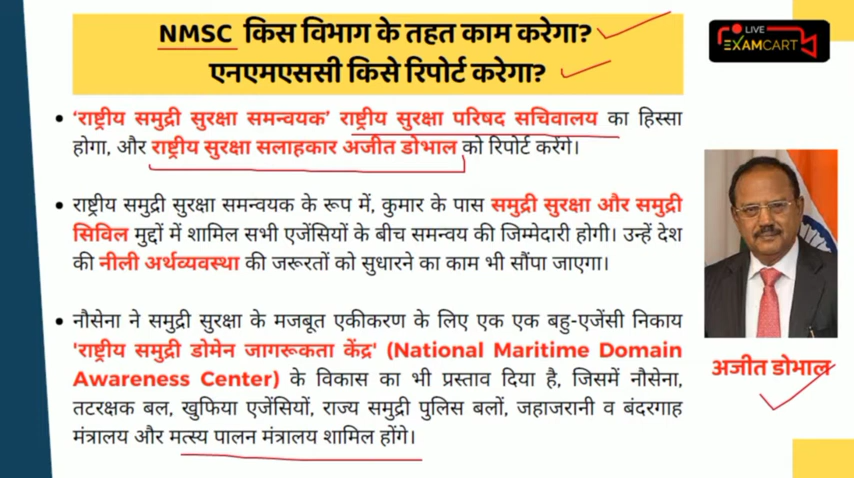 NMSC किस विभाग के तहत काम करेगा?
एनएमएससी किसे रिपोर्ट करेगा?
LIVE
EXAMCART
• ‘राष्ट्रीय समुद्री सुरक्षा समन्वयक’ राष्ट्रीय सुरक्षा परिषद सचिवालय का हिस्सा
होगा, और राष्ट्रीय सुरक्षा सलाहकार अजीत डोभाल को रिपोर्ट करेंगे।
• राष्ट्रीय समुद्री सुरक्षा समन्वयक के रूप में, कुमार के पास समुद्री सुरक्षा और समुद्री
सिविल मुद्दों में शामिल सभी एजेंसियों के बीच समन्वय की जिम्मेदारी होगी। उन्हें देश
की नीली अर्थव्यवस्था की जरूरतों को सुधारने का काम भी सौंपा जाएगा।
• नौसेना ने समुद्री सुरक्षा के मजबूत एकीकरण के लिए एक एक बहु-एजेंसी निकाय
'राष्ट्रीय समुद्री डोमेन जागरूकता केंद्र' (National Maritime Domain
Awareness Center) के विकास का भी प्रस्ताव दिया है, जिसमें नौसेना,
तटरक्षक बल, खुफिया एजेंसियों, राज्य समुद्री पुलिस बलों, जहाजरानी व बंदरगाह
मंत्रालय और मत्स्य पालन मंत्रालय शामिल होंगे।
अजीत डोभाल